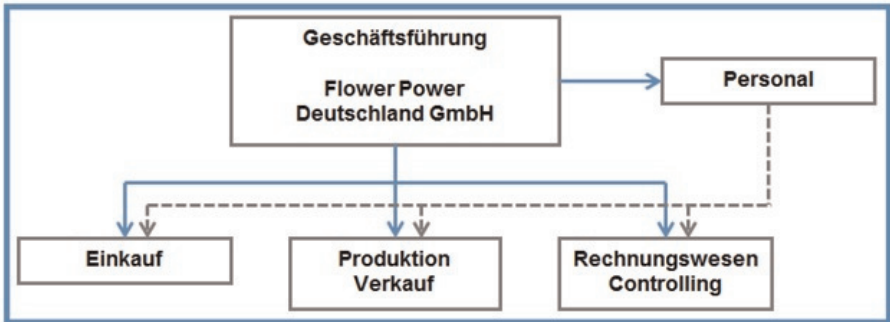 Geschäftsführung
Flower Power
Deutschland GmbH
Personal
Einkauf
Produktion
Verkauf
Rechnungswesen
Controlling